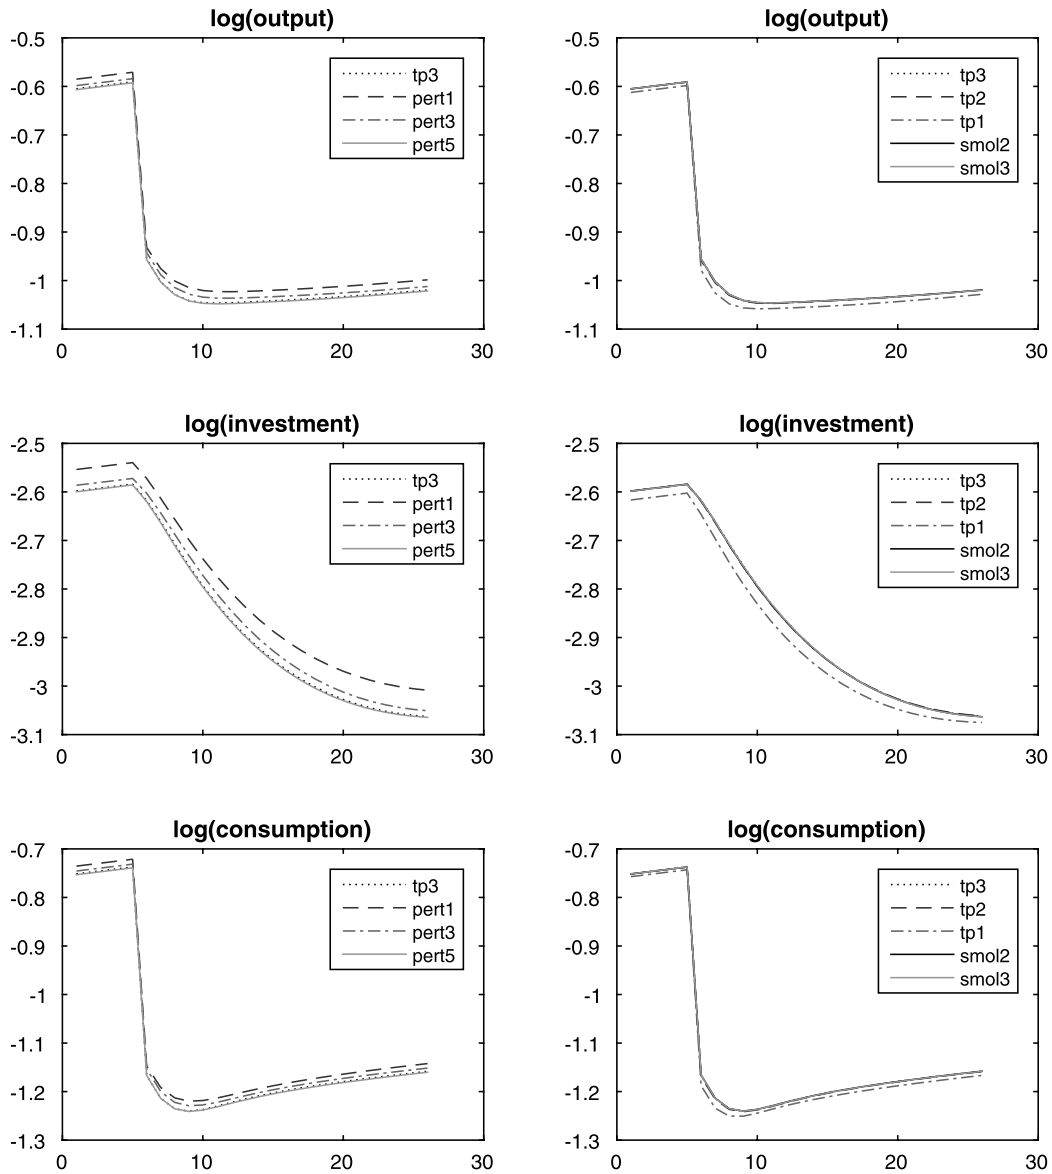 log(output)
-0.5
-0.6
-0.7
-0.8
-0.9
-1
-1.1
0
10
20
30
tp3
pert1
pert3
pert5
log(output)
-0.5
-0.6
-0.7
-0.8
-0.9
-1
-1.1
0
10
20
30
tp3
tp2
tp1
smol2
smol3
log(investment)
-2.5
-2.6
-2.7
-2.8
-2.9
-3
-3.1
0
10
20
30
tp3
pert1
pert3
pert5
log(investment)
-2.5
-2.6
-2.7
-2.8
-2.9
-3
-3.1
0
10
20
30
tp3
tp2
tp1
smol2
smol3
log(consumption)
-0.7
-0.8
-0.9
-1
-1.1
-1.2
-1.3
0
10
20
30
tp3
pert1
pert3
pert5
log(consumption)
-0.7
-0.8
-0.9
-1
-1.1
-1.2
-1.3
0
10
20
30
tp3
tp2
tp1
smol2
smol3